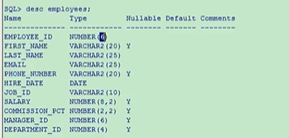 SQL> desc employees;
Name Type Nullable Default Comments
-------------- ------------ -------- ------- --------
EMPLOYEE_ID NUMBER(6)
FIRST_NAME VARCHAR2(20) Y
LAST_NAME VARCHAR2(25)
EMAIL VARCHAR2(25)
PHONE_NUMBER VARCHAR2(20) Y
HIRE_DATE DATE
JOB_ID VARCHAR2(10)
SALARY NUMBER(8,2) Y
COMMISSION_PCT NUMBER(2,2) Y
MANAGER_ID NUMBER(6) Y
DEPARTMENT_ID NUMBER(4) Y